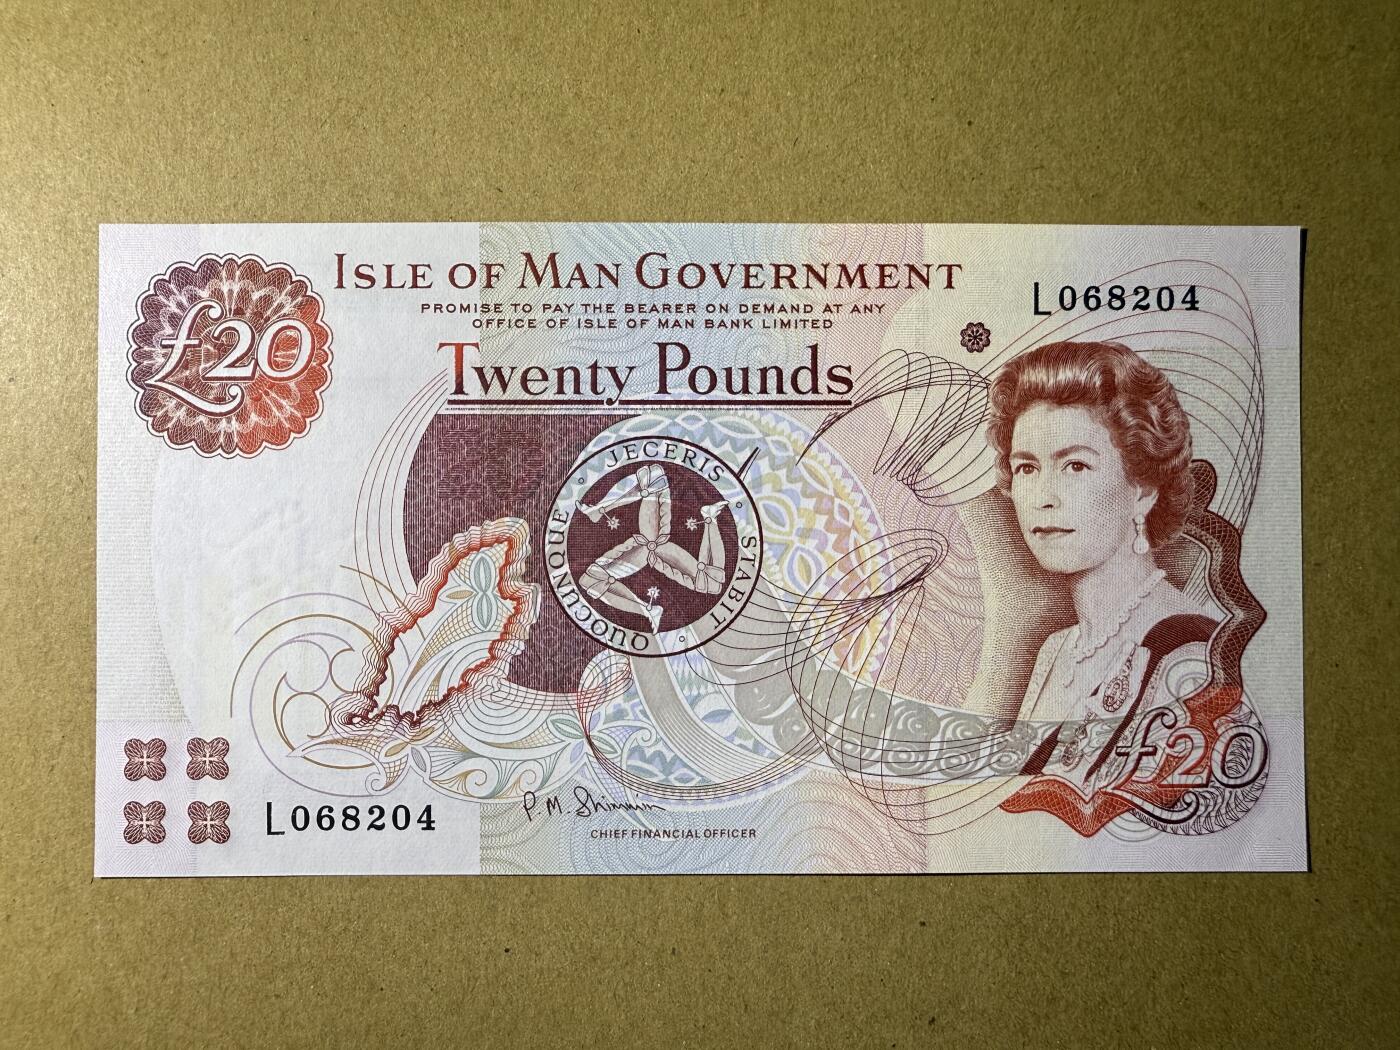 ISLE OF MAN GOVERNMENT
PROMISE TO PAY THE BEARER ON DEMAND AT ANY
OFFICE OF ISLE OF MAN BANK LIMITED
Twenty Pounds
£20
L068204
QUOCUNQUE JECERIS STABIT
£20
L068204
P.M. Shimmin
CHIEF FINANCIAL OFFICER